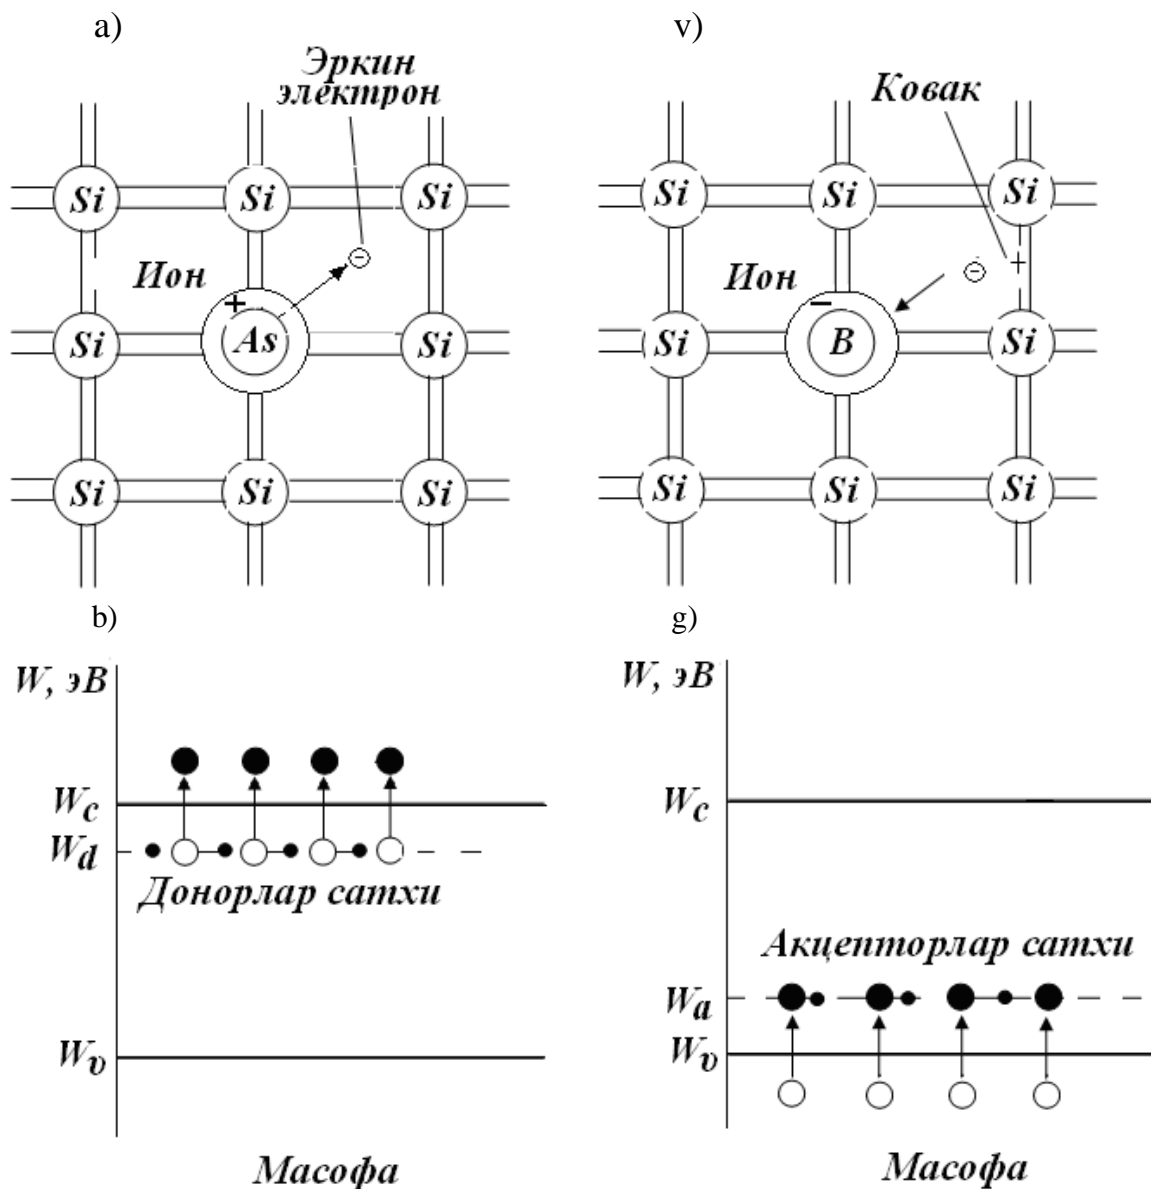 a)
v)
Эркин
электрон
Ковак
Si
Si
Si
Si
Si
Si
Ион
+
-
Ион
-
-
+
Si
As
Si
Si
B
Si
Si
Si
Si
Si
Si
Si
b)
g)
W, эВ
W, эВ
Wc
Wc
Wd
Донорлар сатхи
Акцепторлар сатхи
Wa
Wv
Wv
Масофа
Масофа